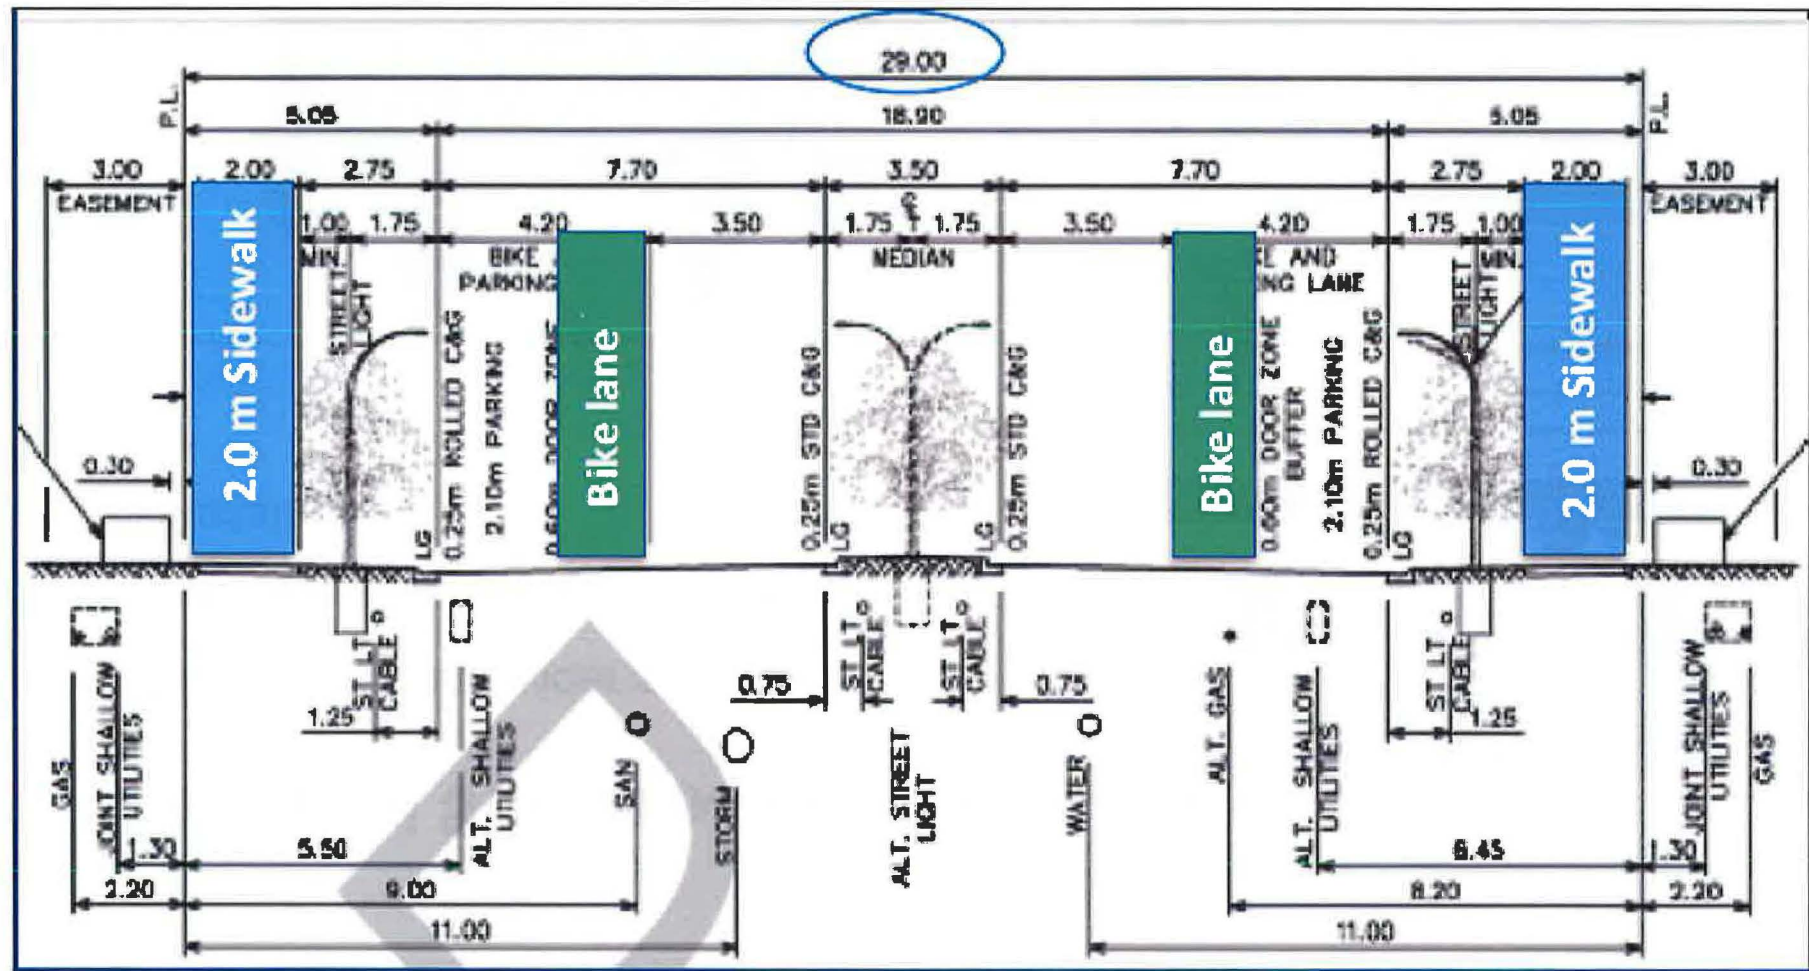 29.00
P.L.
5.05
18.90
5.05
P.L.
3.00
2.00
2.75
7.70
3.50
7.70
2.75
2.00
3.00
EASEMENT
1.00
1.75
4.20
3.50
1.75
1.75
3.50
4.20
1.75
1.00
EASEMENT
MIN.
BIKE
PARKING
MEDIAN
E AND
NG LANE
MIN.
2.0 m Sidewalk
STREET
LIGHT
0.25m ROLLED C&G
2.10m PARKING
0.60m DOOR ZONE
Bike lane
0.25m STD C&G
0.25m STD C&G
Bike lane
0.60m DOOR ZONE
BUFFER
2.10m PARKING
0.25m ROLLED C&G
STREET
LIGHT
2.0 m Sidewalk
0.30
LG
LG
LG
LG
0.30
ST LT
CABLE
ST LT
CABLE
ST LT
CABLE
ST LT
CABLE
0.75
0.75
1.25
1.25
GAS
JOINT SHALLOW
UTILITIES
ALT. SHALLOW
UTILITIES
SAN
STORM
ALT. STREET
LIGHT
WATER
ALT. GAS
ALT. SHALLOW
UTILITIES
JOINT SHALLOW
UTILITIES
GAS
1.30
5.50
6.45
1.30
2.20
9.00
8.20
2.20
11.00
11.00